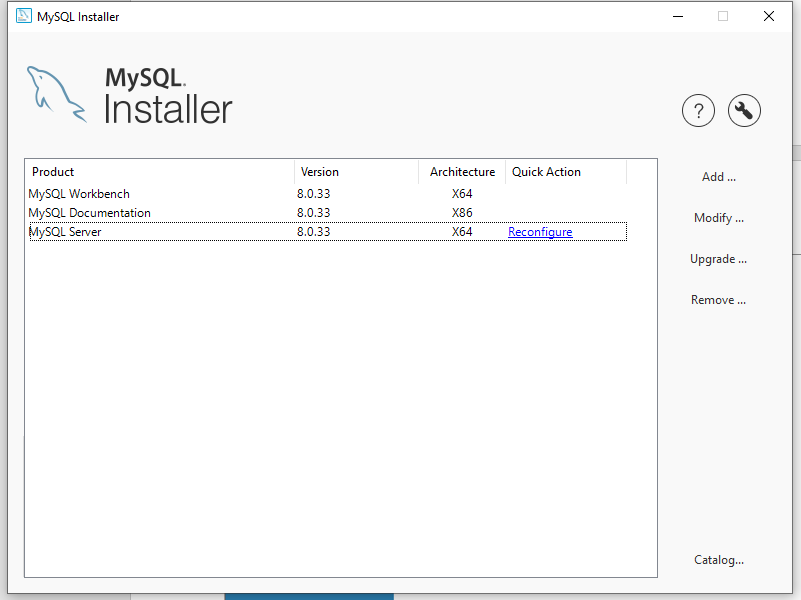 MySQL Installer
MySQL.
Installer
?
Product Version Architecture Quick Action
MySQL Workbench 8.0.33 X64
MySQL Documentation 8.0.33 X86
MySQL Server 8.0.33 X64 Reconfigure
Add ...
Modify ...
Upgrade ...
Remove ...
Catalog...